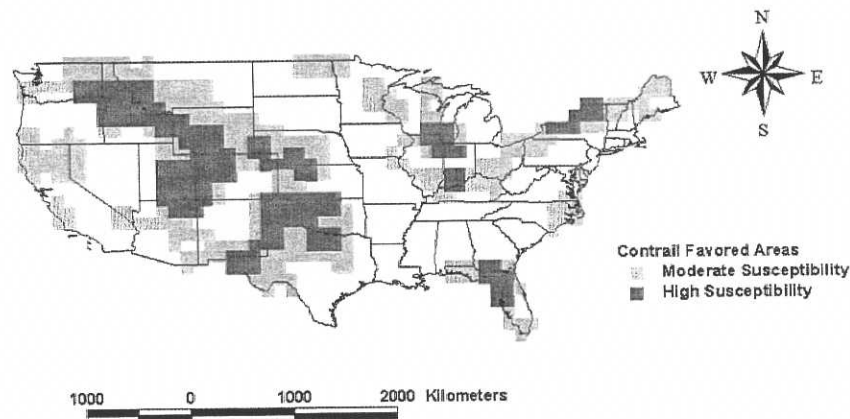 N
W E
S
Contrail Favored Areas
Moderate Susceptibility
High Susceptibility
1000 0 1000 2000 Kilometers